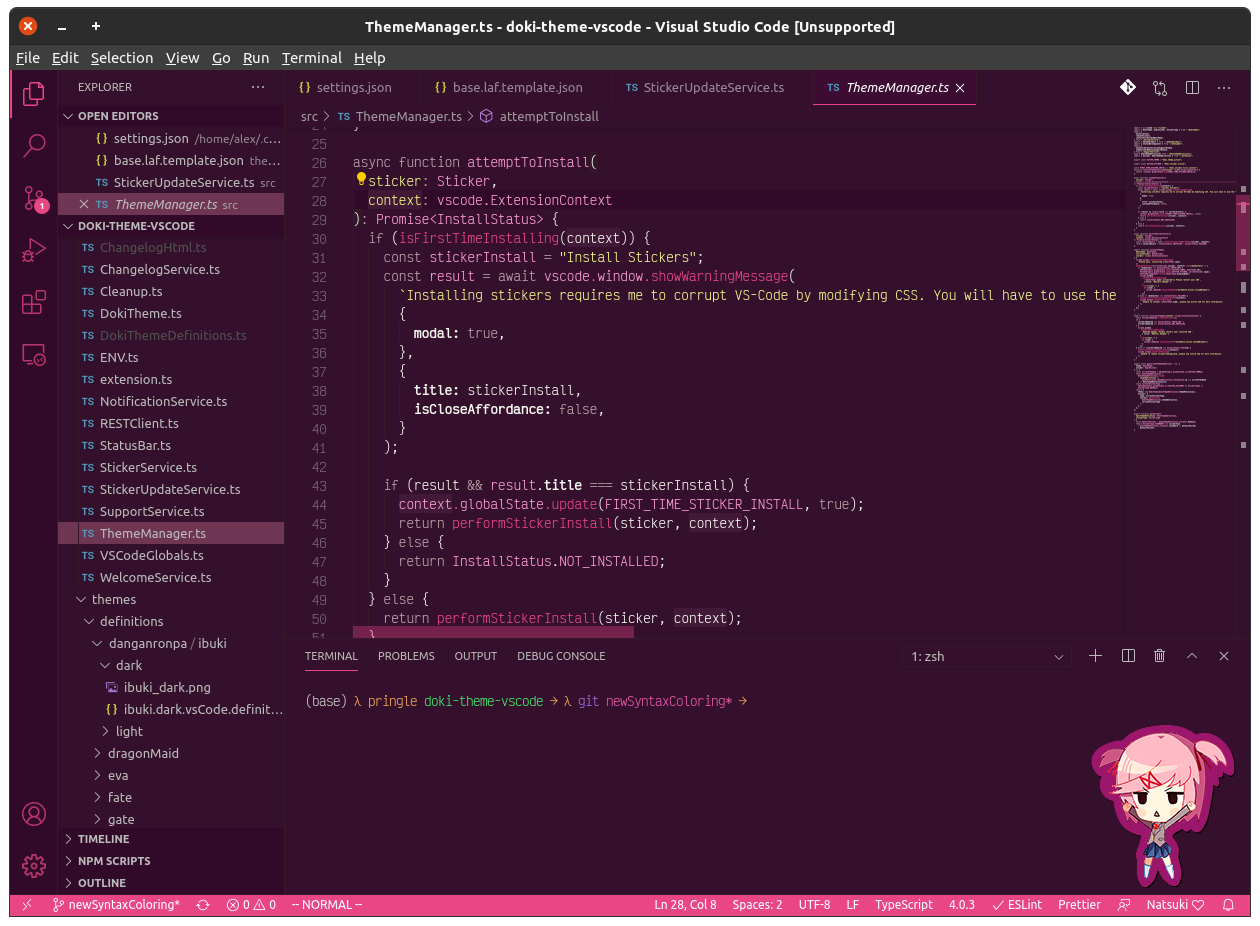 ThemeManager.ts - doki-theme-vscode - Visual Studio Code [Unsupported]
File Edit Selection View Go Run Terminal Help
EXPLORER
OPEN EDITORS
{} settings.json /home/alex/.c...
{} base.laf.template.json the...
TS StickerUpdateService.ts src
TS ThemeManager.ts src
DOKI-THEME-VSCODE
TS ChangelogHtml.ts
TS ChangelogService.ts
TS Cleanup.ts
TS DokiTheme.ts
TS DokiThemeDefinitions.ts
TS ENV.ts
TS extension.ts
TS NotificationService.ts
TS RESTClient.ts
TS StatusBar.ts
TS StickerService.ts
TS StickerUpdateService.ts
TS SupportService.ts
TS ThemeManager.ts
TS VSCodeGlobals.ts
TS WelcomeService.ts
themes
definitions
danganronpa / ibuki
dark
ibuki_dark.png
{} ibuki.dark.vsCode.definit...
light
dragonMaid
eva
fate
gate
TIMELINE
NPM SCRIPTS
OUTLINE
1
{} settings.json {} base.laf.template.json TS StickerUpdateService.ts TS ThemeManager.ts
src > TS ThemeManager.ts > attemptToInstall
24 }
25
26 async function attemptToInstall(
27 sticker: Sticker,
28 context: vscode.ExtensionContext
29 ): Promise<InstallStatus> {
30 if (isFirstTimeInstalling(context)) {
31 const stickerInstall = "Install Stickers";
32 const result = await vscode.window.showWarningMessage(
33 `Installing stickers requires me to corrupt VS-Code by modifying CSS. You will have to use the
34 {
35 modal: true,
36 },
37 {
38 title: stickerInstall,
39 isCloseAffordance: false,
40 }
41 );
42
43 if (result && result.title === stickerInstall) {
44 context.globalState.update(FIRST_TIME_STICKER_INSTALL, true);
45 return performStickerInstall(sticker, context);
46 } else {
47 return InstallStatus.NOT_INSTALLED;
48 }
49 } else {
50 return performStickerInstall(sticker, context);
51 }
TERMINAL PROBLEMS OUTPUT DEBUG CONSOLE 1: zsh
(base) λ pringle doki-theme-vscode → λ git newSyntaxColoring* →
newSyntaxColoring* 0 0 -- NORMAL -- Ln 28, Col 8 Spaces: 2 UTF-8 LF TypeScript 4.0.3 ESLint Prettier Natsuki ♡